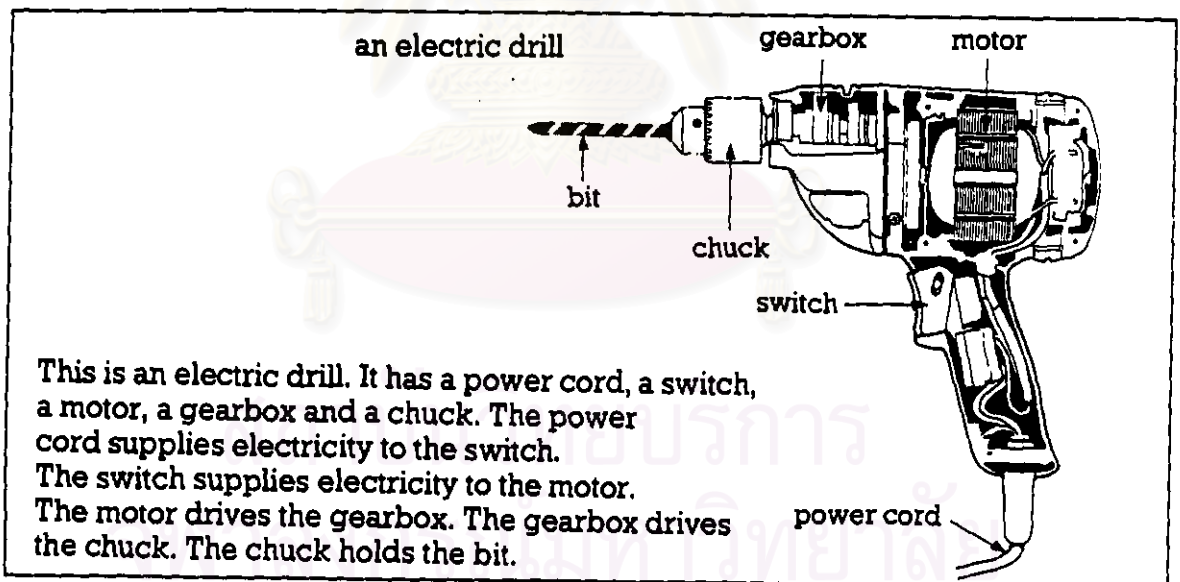 an electric drill
gearbox
motor
bit
chuck
switch
This is an electric drill. It has a power cord, a switch,
a motor, a gearbox and a chuck. The power
cord supplies electricity to the switch.
The switch supplies electricity to the motor.
The motor drives the gearbox. The gearbox drives
the chuck. The chuck holds the bit.
power cord